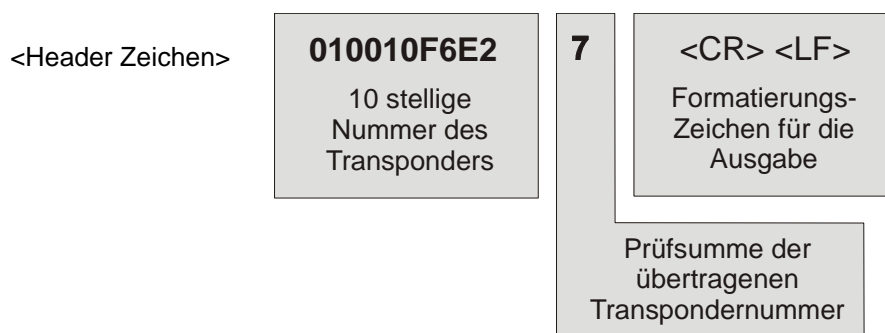 <Header Zeichen>
010010F6E2
10 stellige
Nummer des
Transponders
7
<CR> <LF>
Formatierungs-
Zeichen für die
Ausgabe
Prüfsumme der
übertragenen
Transpondernummer